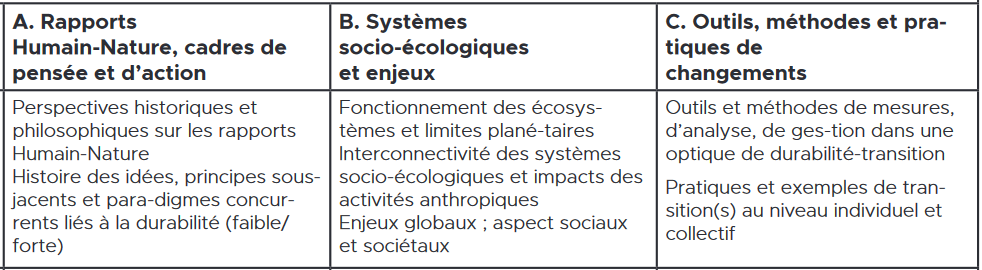 A. Rapports
Humain-Nature, cadres de
pensée et d'action
B. Systèmes
socio-écologiques
et enjeux
C. Outils, méthodes et pra-
tiques de
changements
Perspectives historiques et
philosophiques sur les rapports
Humain-Nature
Histoire des idées, principes sous-
jacents et para-digmes concur-
rents liés à la durabilité (faible/
forte)
Fonctionnement des écosys-
tèmes et limites plané-taires
Interconnectivité des systèmes
socio-écologiques et impacts des
activités anthropiques
Enjeux globaux ; aspect sociaux
et sociétaux
Outils et méthodes de mesures,
d'analyse, de ges-tion dans une
optique de durabilité-transition
Pratiques et exemples de tran-
sition(s) au niveau individuel et
collectif